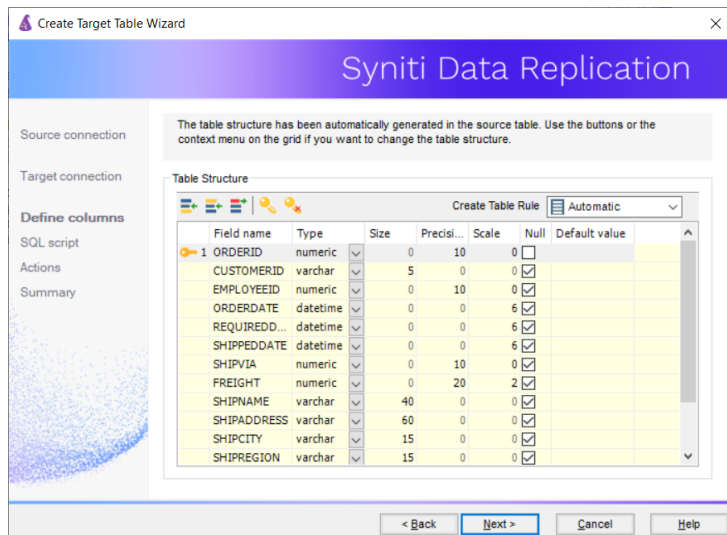 Create Target Table Wizard
Syniti Data Replication
Source connection
Target connection
Define columns
SQL script
Actions
Summary
The table structure has been automatically generated in the source table. Use the buttons or the
context menu on the grid if you want to change the table structure.
Table Structure
Create Table Rule Automatic
Field name Type Size Precisi... Scale Null Default value
1 ORDERID numeric 0 10 0
CUSTOMERID varchar 5 0 0
EMPLOYEEID numeric 0 10 0
ORDERDATE datetime 0 0 6
REQUIREDD... datetime 0 0 6
SHIPPEDDATE datetime 0 0 6
SHIPVIA numeric 0 10 0
FREIGHT numeric 0 20 2
SHIPNAME varchar 40 0 0
SHIPADDRESS varchar 60 0 0
SHIPCITY varchar 15 0 0
SHIPREGION varchar 15 0 0
< Back Next > Cancel Help